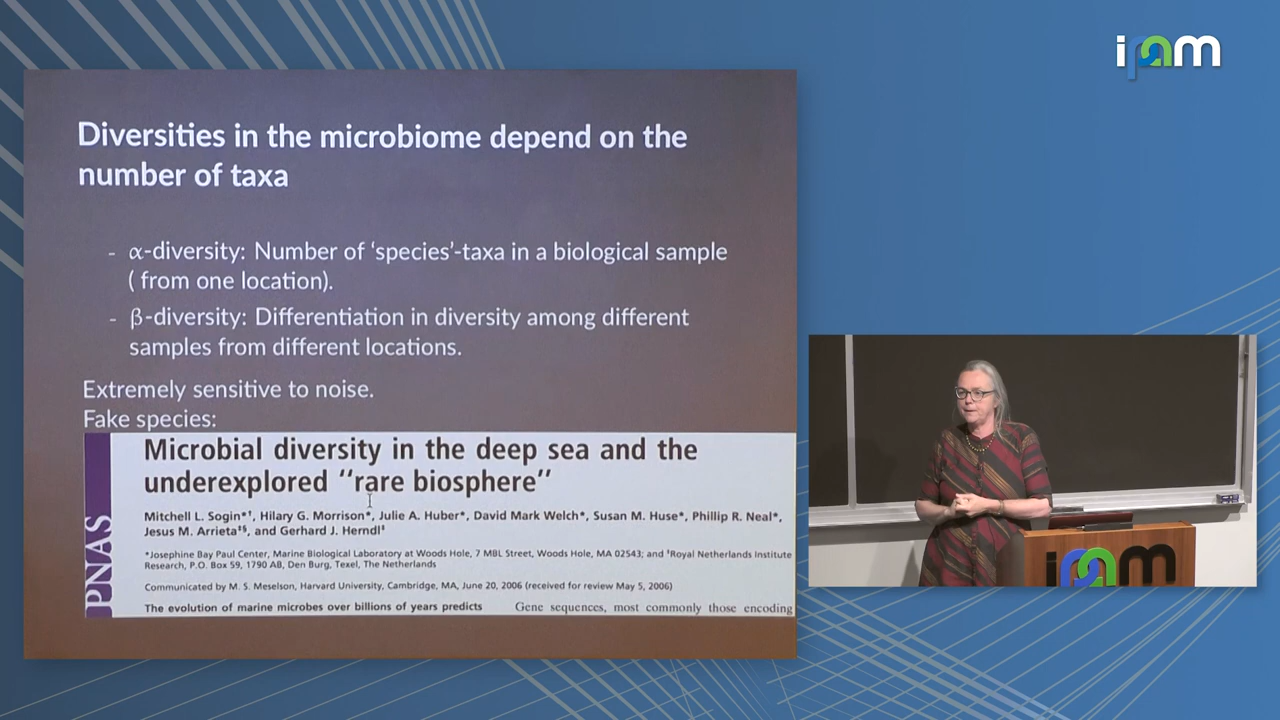 ipam
Diversities in the microbiome depend on the
number of taxa
- α-diversity: Number of ‘species’-taxa in a biological sample
( from one location).
- β-diversity: Differentiation in diversity among different
samples from different locations.
Extremely sensitive to noise.
Fake species:
PNAS
Microbial diversity in the deep sea and the
underexplored ‘‘rare biosphere’’
Mitchell L. Sogin*†, Hilary G. Morrison*, Julie A. Huber*, David Mark Welch*, Susan M. Huse*, Phillip R. Neal*,
Jesus M. Arrieta‡§, and Gerhard J. Herndl‡
*Josephine Bay Paul Center, Marine Biological Laboratory at Woods Hole, 7 MBL Street, Woods Hole, MA 02543; and ‡Royal Netherlands Institute
Research, P.O. Box 59, 1790 AB, Den Burg, Texel, The Netherlands
Communicated by M. S. Meselson, Harvard University, Cambridge, MA, June 20, 2006 (received for review May 5, 2006)
The evolution of marine microbes over billions of years predicts Gene sequences, most commonly those encoding
ipam